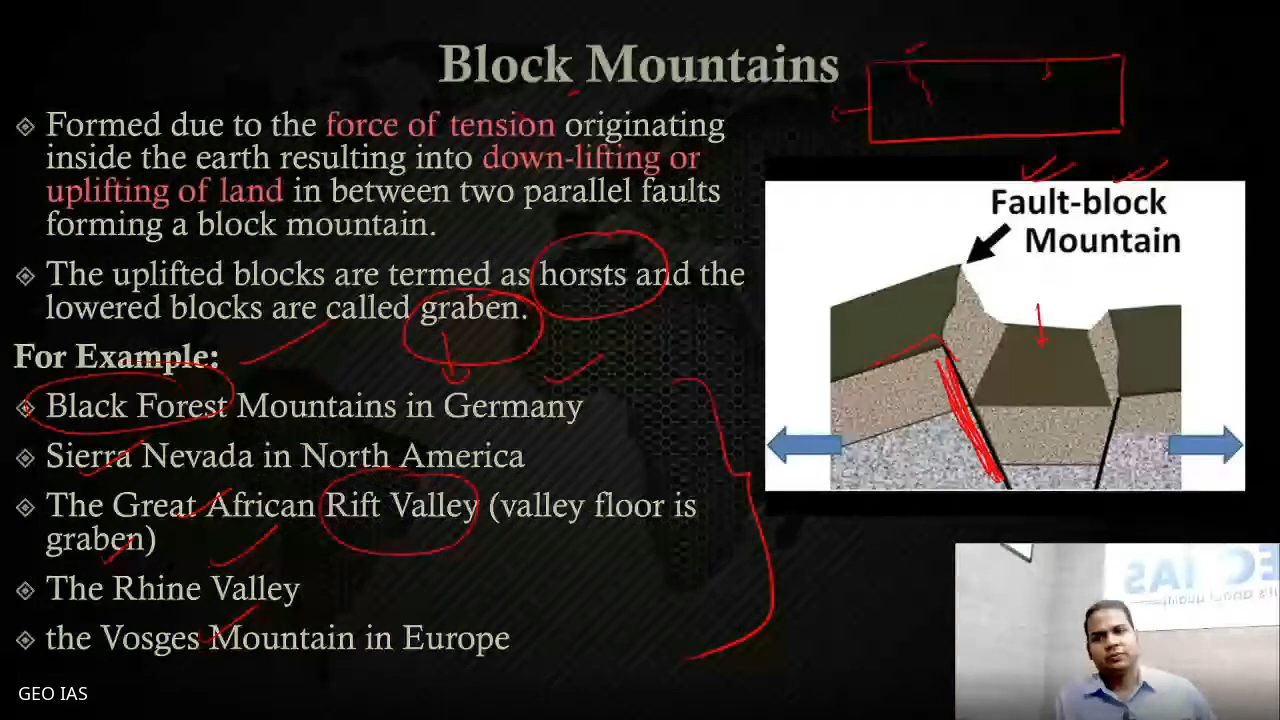 Block Mountains
Formed due to the force of tension originating
inside the earth resulting into down-lifting or
uplifting of land in between two parallel faults
forming a block mountain.
The uplifted blocks are termed as horsts and the
lowered blocks are called graben.
For Example:
Black Forest Mountains in Germany
Sierra Nevada in North America
The Great African Rift Valley (valley floor is
graben)
The Rhine Valley
the Vosges Mountain in Europe
Fault-block
Mountain
IAS
GEO IAS